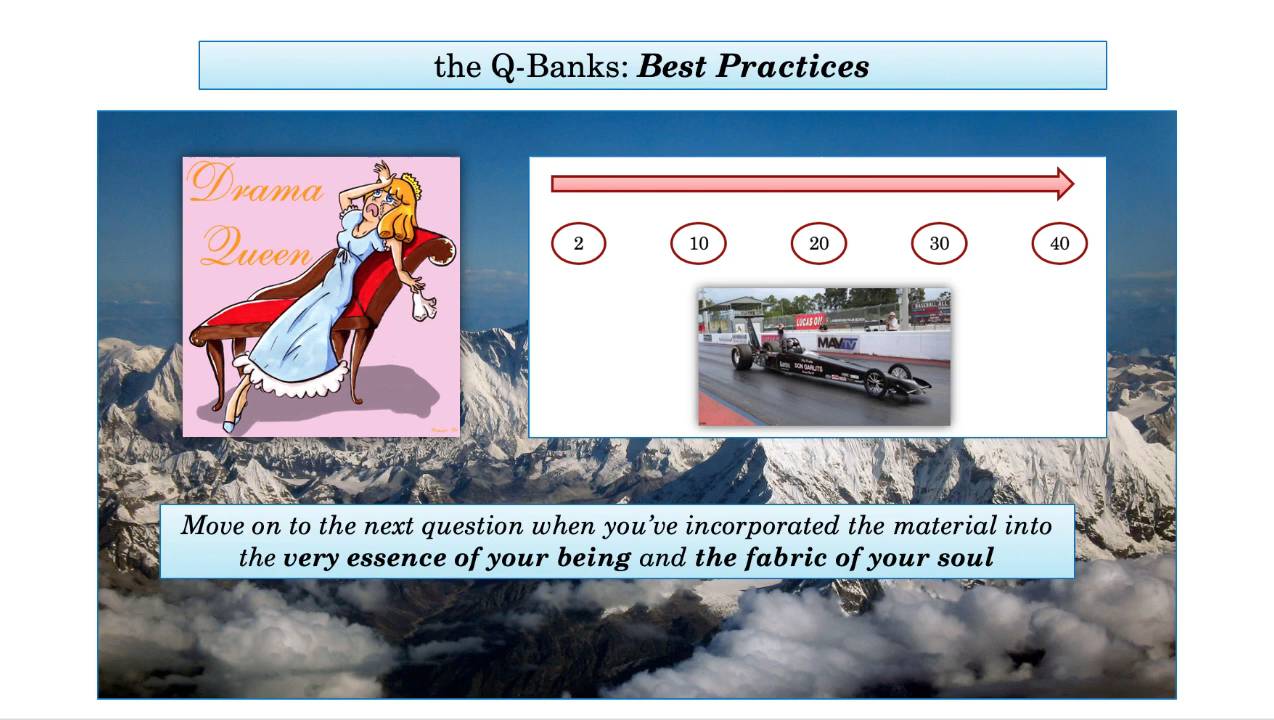 the Q-Banks: Best Practices
Drama
Queen
2 10 20 30 40
LUCAS OIL
MAVTV
DON GARLITS
Move on to the next question when you’ve incorporated the material into
the very essence of your being and the fabric of your soul